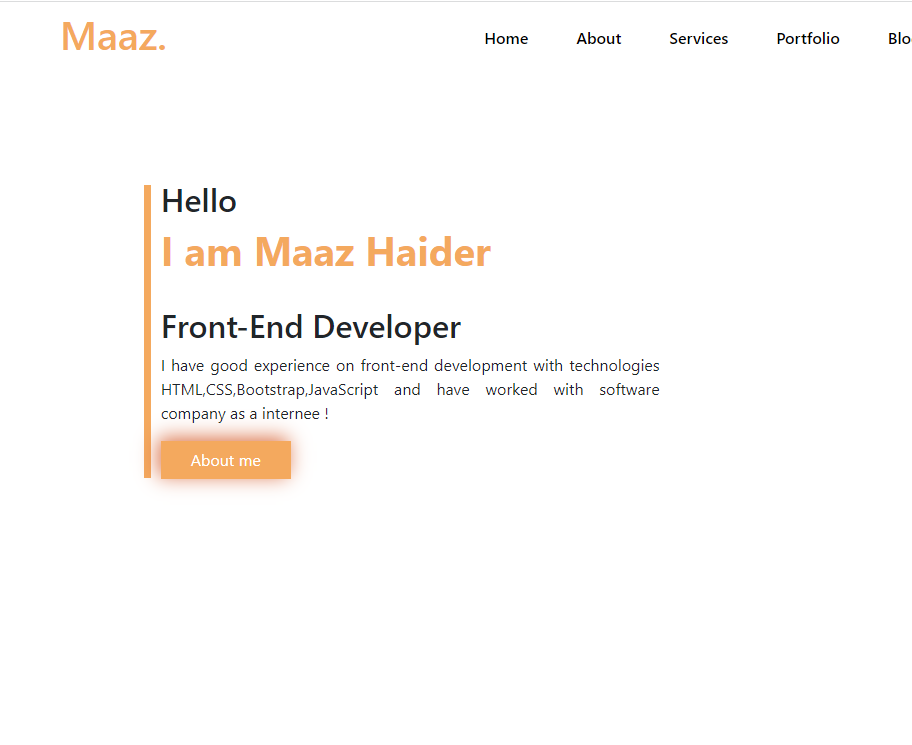 Maaz.
Home About Services Portfolio Blo
Hello
I am Maaz Haider
Front-End Developer
I have good experience on front-end development with technologies
HTML,CSS,Bootstrap,JavaScript and have worked with software
company as a internee !
About me